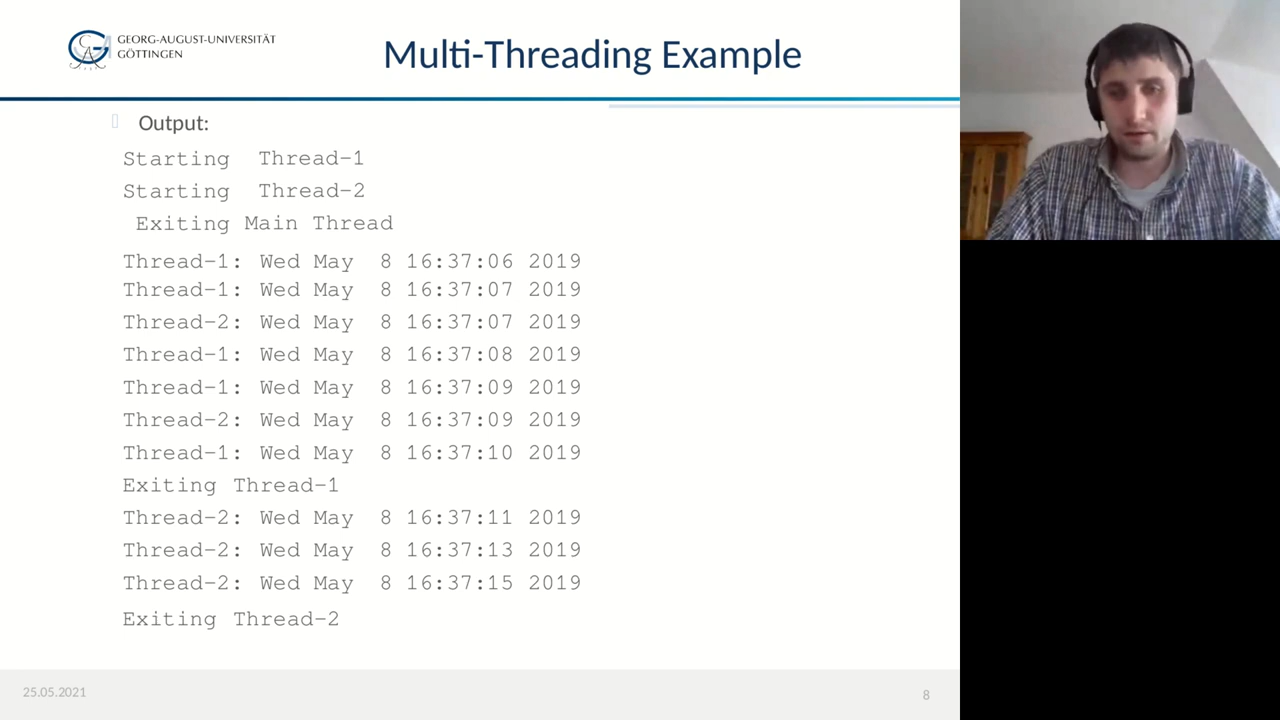 GEORG-AUGUST-UNIVERSITÄT
GÖTTINGEN
Multi-Threading Example
Output:
Starting Thread-1
Starting Thread-2
Exiting Main Thread
Thread-1: Wed May 8 16:37:06 2019
Thread-1: Wed May 8 16:37:07 2019
Thread-2: Wed May 8 16:37:07 2019
Thread-1: Wed May 8 16:37:08 2019
Thread-1: Wed May 8 16:37:09 2019
Thread-2: Wed May 8 16:37:09 2019
Thread-1: Wed May 8 16:37:10 2019
Exiting Thread-1
Thread-2: Wed May 8 16:37:11 2019
Thread-2: Wed May 8 16:37:13 2019
Thread-2: Wed May 8 16:37:15 2019
Exiting Thread-2
25.05.2021
8